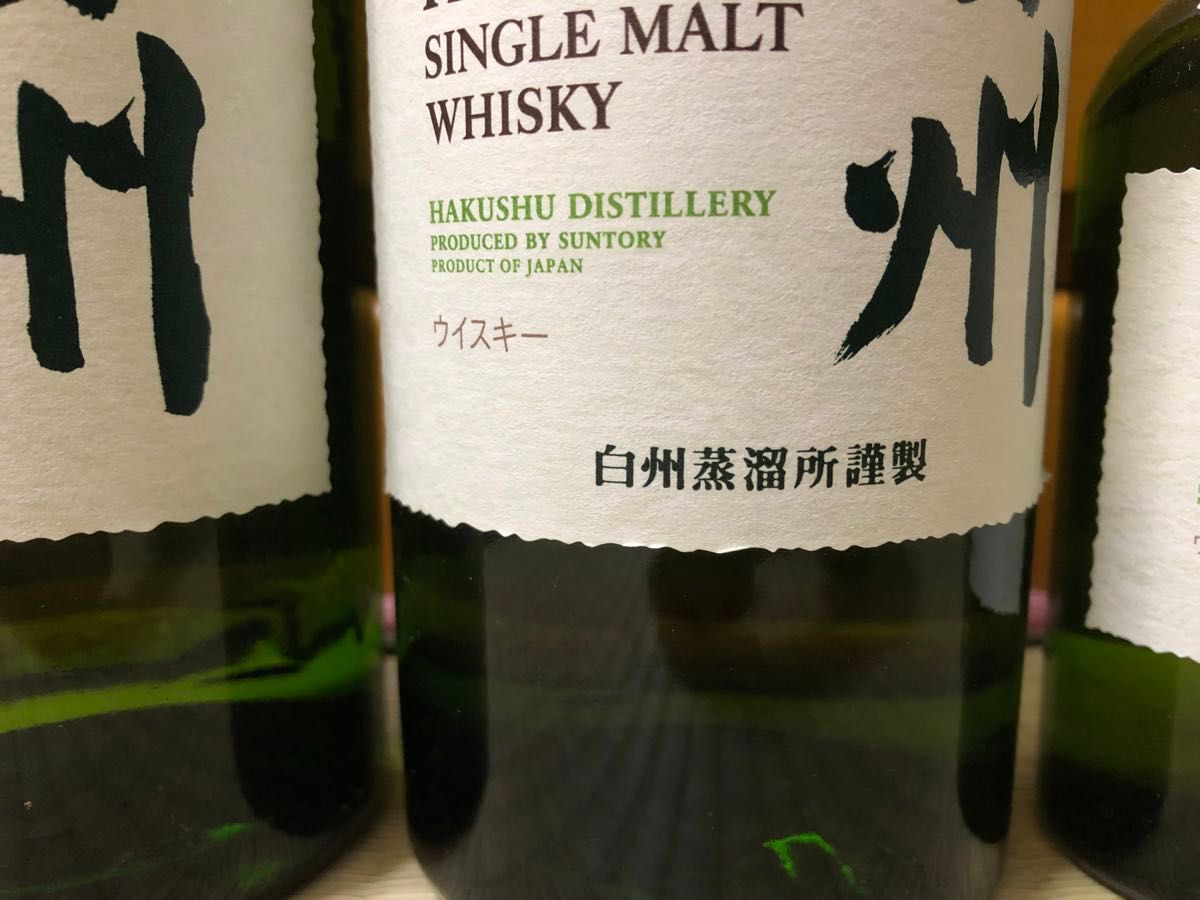 SINGLE MALT
WHISKY
HAKUSHU DISTILLERY
PRODUCED BY SUNTORY
PRODUCT OF JAPAN
ウイスキー
州
白州蒸溜所謹製
州